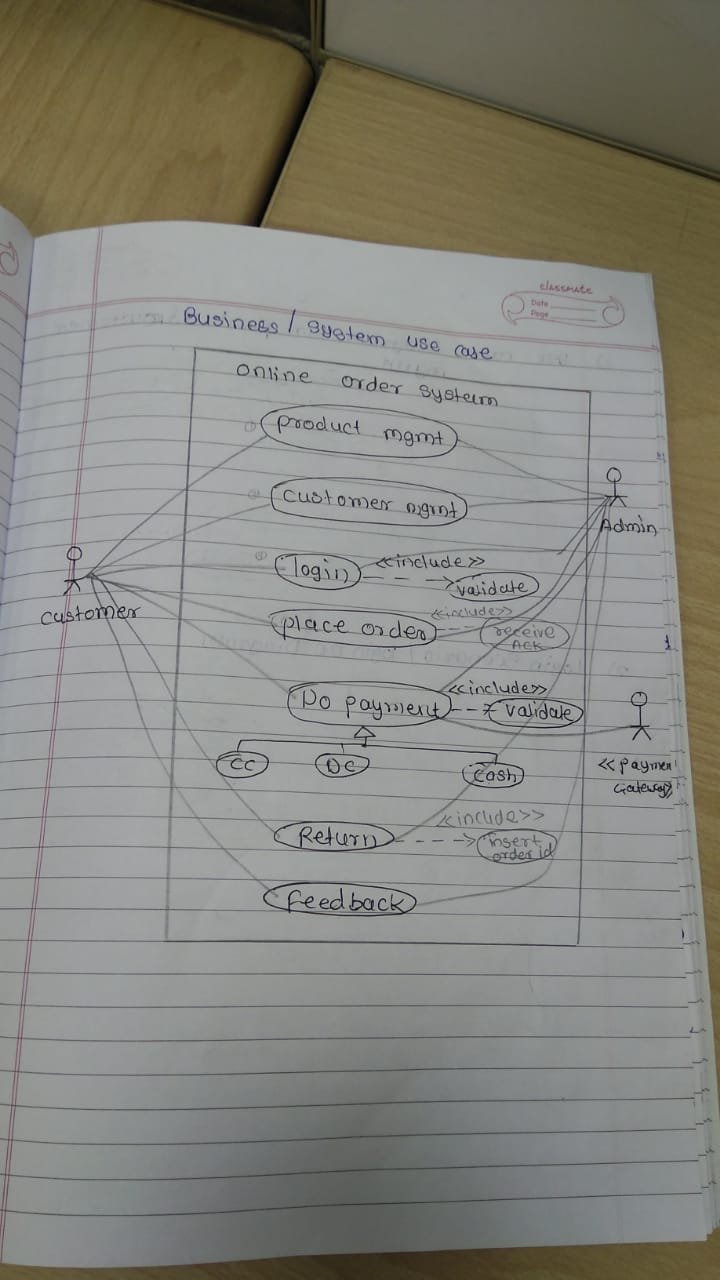 classmate
Date
Page
Business / system use case
online order system
product mgmt
customer mgmt
Admin
login
<<include>>
validate
customer
place order
<<include>>
receive
ACK
Do payment
<<include>>
validate
CC
DC
cash
<<paymen
Gateway>>
Return
<include>>
insert
order id
feedback